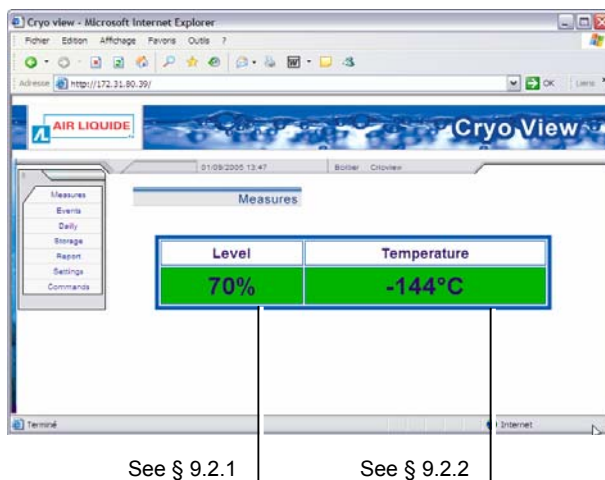 Cryo view - Microsoft Internet Explorer
Fichier Edition Affichage Favoris Outils ?
Adresse http://172.31.80.39/ OK Liens
AIR LIQUIDE
Cryo View
01/09/2005 13:47
Measures
Measures
Events
Daily
Storage
Report
Settings
Commands
Level Temperature
70% -144°C
Terminé Internet
See § 9.2.1 See § 9.2.2